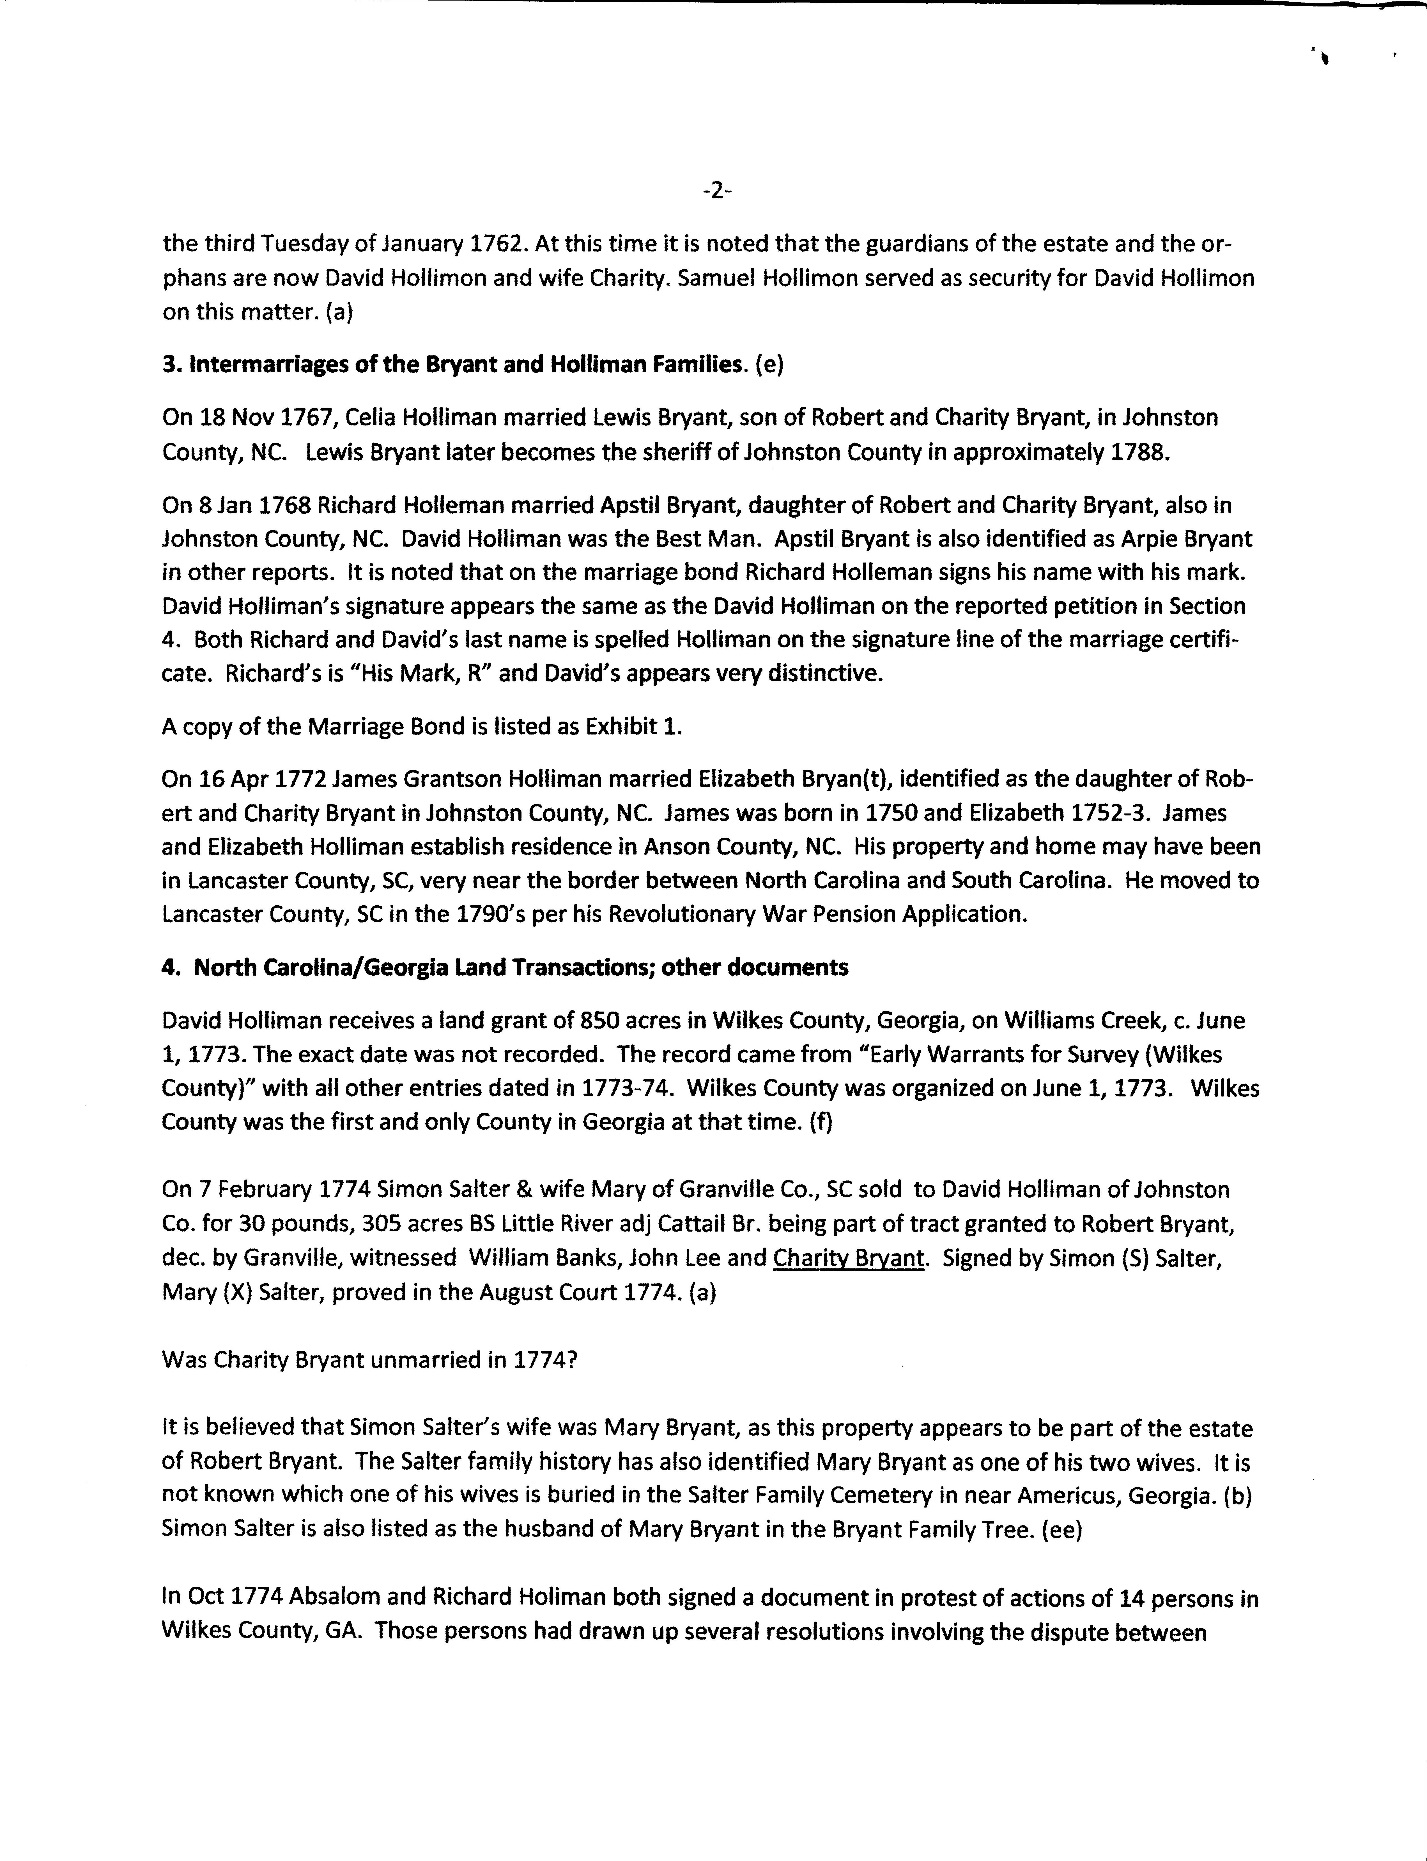 -2-
the third Tuesday of January 1762. At this time it is noted that the guardians of the estate and the or-
phans are now David Hollimon and wife Charity. Samuel Hollimon served as security for David Hollimon
on this matter. (a)
3. Intermarriages of the Bryant and Holliman Families. (e)
On 18 Nov 1767, Celia Holliman married Lewis Bryant, son of Robert and Charity Bryant, in Johnston
County, NC. Lewis Bryant later becomes the sheriff of Johnston County in approximately 1788.
On 8 Jan 1768 Richard Holleman married Apstil Bryant, daughter of Robert and Charity Bryant, also in
Johnston County, NC. David Holliman was the Best Man. Apstil Bryant is also identified as Arpie Bryant
in other reports. It is noted that on the marriage bond Richard Holleman signs his name with his mark.
David Holliman's signature appears the same as the David Holliman on the reported petition in Section
4. Both Richard and David's last name is spelled Holliman on the signature line of the marriage certifi-
cate. Richard's is "His Mark, R" and David's appears very distinctive.
A copy of the Marriage Bond is listed as Exhibit 1.
On 16 Apr 1772 James Grantson Holliman married Elizabeth Bryan(t), identified as the daughter of Rob-
ert and Charity Bryant in Johnston County, NC. James was born in 1750 and Elizabeth 1752-3. James
and Elizabeth Holliman establish residence in Anson County, NC. His property and home may have been
in Lancaster County, SC, very near the border between North Carolina and South Carolina. He moved to
Lancaster County, SC in the 1790's per his Revolutionary War Pension Application.
4. North Carolina/Georgia Land Transactions; other documents
David Holliman receives a land grant of 850 acres in Wilkes County, Georgia, on Williams Creek, c. June
1, 1773. The exact date was not recorded. The record came from "Early Warrants for Survey (Wilkes
County)" with all other entries dated in 1773-74. Wilkes County was organized on June 1, 1773. Wilkes
County was the first and only County in Georgia at that time. (f)
On 7 February 1774 Simon Salter & wife Mary of Granville Co., SC sold to David Holliman of Johnston
Co. for 30 pounds, 305 acres BS Little River adj Cattail Br. being part of tract granted to Robert Bryant,
dec. by Granville, witnessed William Banks, John Lee and Charity Bryant. Signed by Simon (S) Salter,
Mary (X) Salter, proved in the August Court 1774. (a)
Was Charity Bryant unmarried in 1774?
It is believed that Simon Salter's wife was Mary Bryant, as this property appears to be part of the estate
of Robert Bryant. The Salter family history has also identified Mary Bryant as one of his two wives. It is
not known which one of his wives is buried in the Salter Family Cemetery in near Americus, Georgia. (b)
Simon Salter is also listed as the husband of Mary Bryant in the Bryant Family Tree. (ee)
In Oct 1774 Absalom and Richard Holiman both signed a document in protest of actions of 14 persons in
Wilkes County, GA. Those persons had drawn up several resolutions involving the dispute between